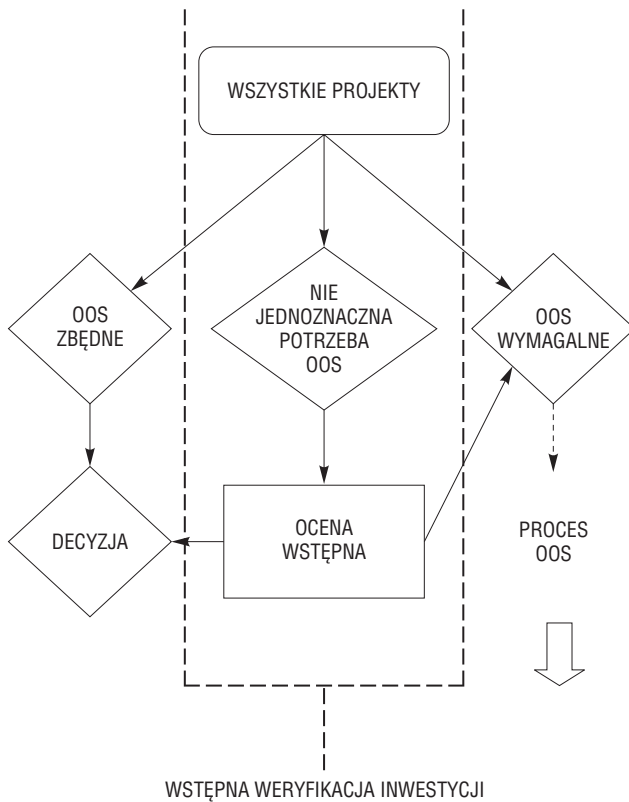 WSZYSTKIE PROJEKTY
OOS
ZBĘDNE
NIE
JEDNOZNACZNA
POTRZEBA
OOS
OOS
WYMAGALNE
DECYZJA
OCENA
WSTĘPNA
PROCES
OOS
WSTĘPNA WERYFIKACJA INWESTYCJI